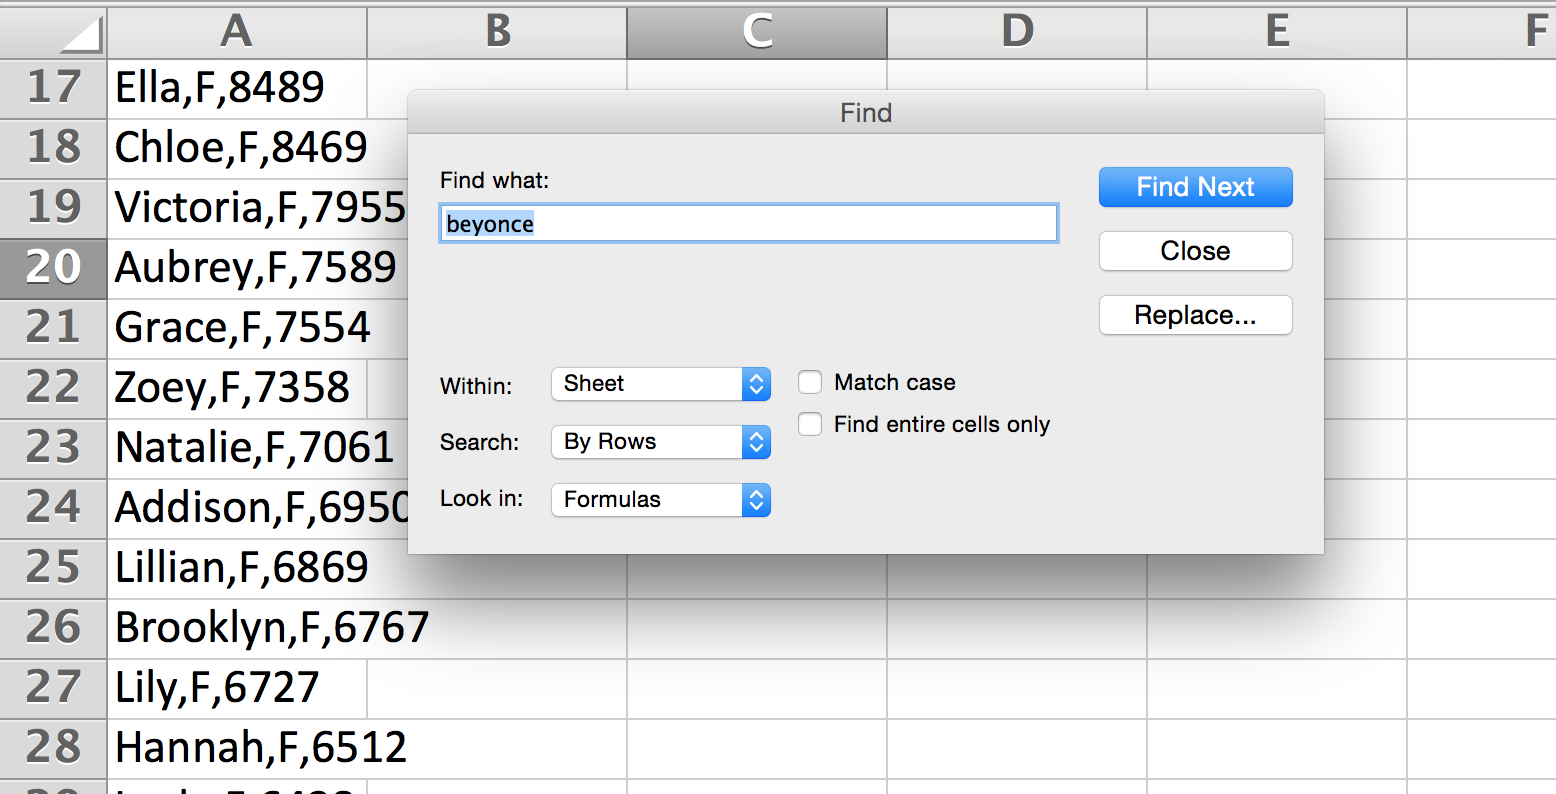 A B C D E F
17 Ella,F,8489
18 Chloe,F,8469
19 Victoria,F,7955
20 Aubrey,F,7589
21 Grace,F,7554
22 Zoey,F,7358
23 Natalie,F,7061
24 Addison,F,6950
25 Lillian,F,6869
26 Brooklyn,F,6767
27 Lily,F,6727
28 Hannah,F,6512
Find
Find what:
beyonce
Find Next
Close
Replace...
Within: Sheet
Match case
Find entire cells only
Search: By Rows
Look in: Formulas